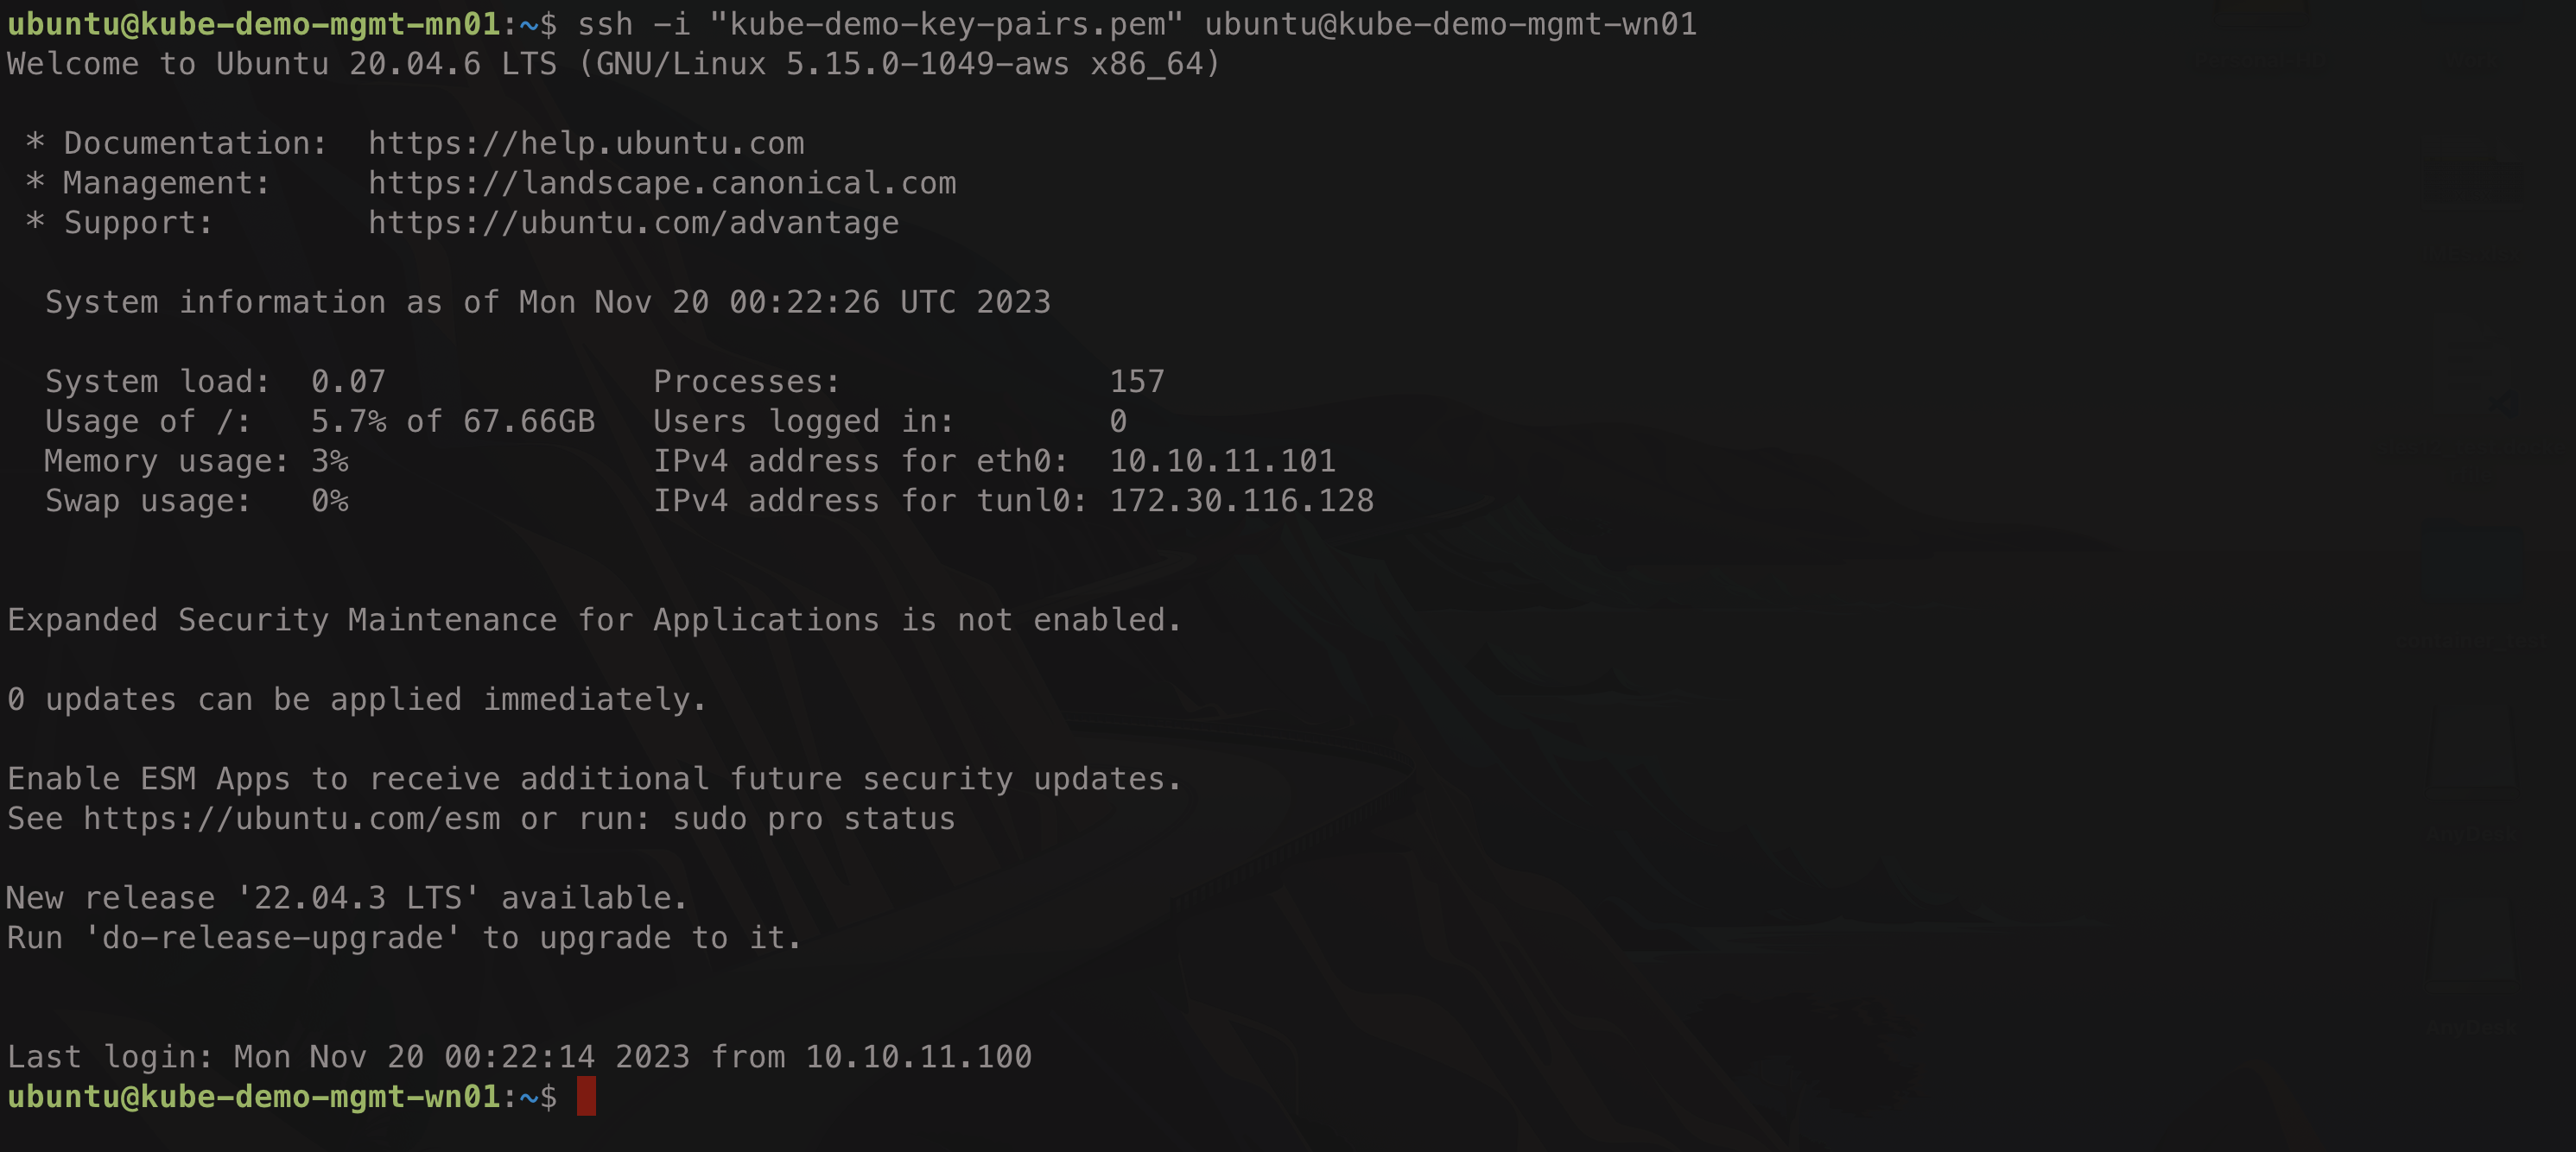 ubuntu@kube-demo-mgmt-mn01:~$ ssh -i "kube-demo-key-pairs.pem" ubuntu@kube-demo-mgmt-wn01
Welcome to Ubuntu 20.04.6 LTS (GNU/Linux 5.15.0-1049-aws x86_64)
* Documentation:  https://help.ubuntu.com
* Management:     https://landscape.canonical.com
* Support:        https://ubuntu.com/advantage
System information as of Mon Nov 20 00:22:26 UTC 2023
System load:  0.07              Processes:              157
Usage of /:   5.7% of 67.66GB   Users logged in:        0
Memory usage: 3%                IPv4 address for eth0:  10.10.11.101
Swap usage:   0%                IPv4 address for tunl0: 172.30.116.128
Expanded Security Maintenance for Applications is not enabled.
0 updates can be applied immediately.
Enable ESM Apps to receive additional future security updates.
See https://ubuntu.com/esm or run: sudo pro status
New release '22.04.3 LTS' available.
Run 'do-release-upgrade' to upgrade to it.
Last login: Mon Nov 20 00:22:14 2023 from 10.10.11.100
ubuntu@kube-demo-mgmt-wn01:~$
container_test
AnyDesk
AnyDesk